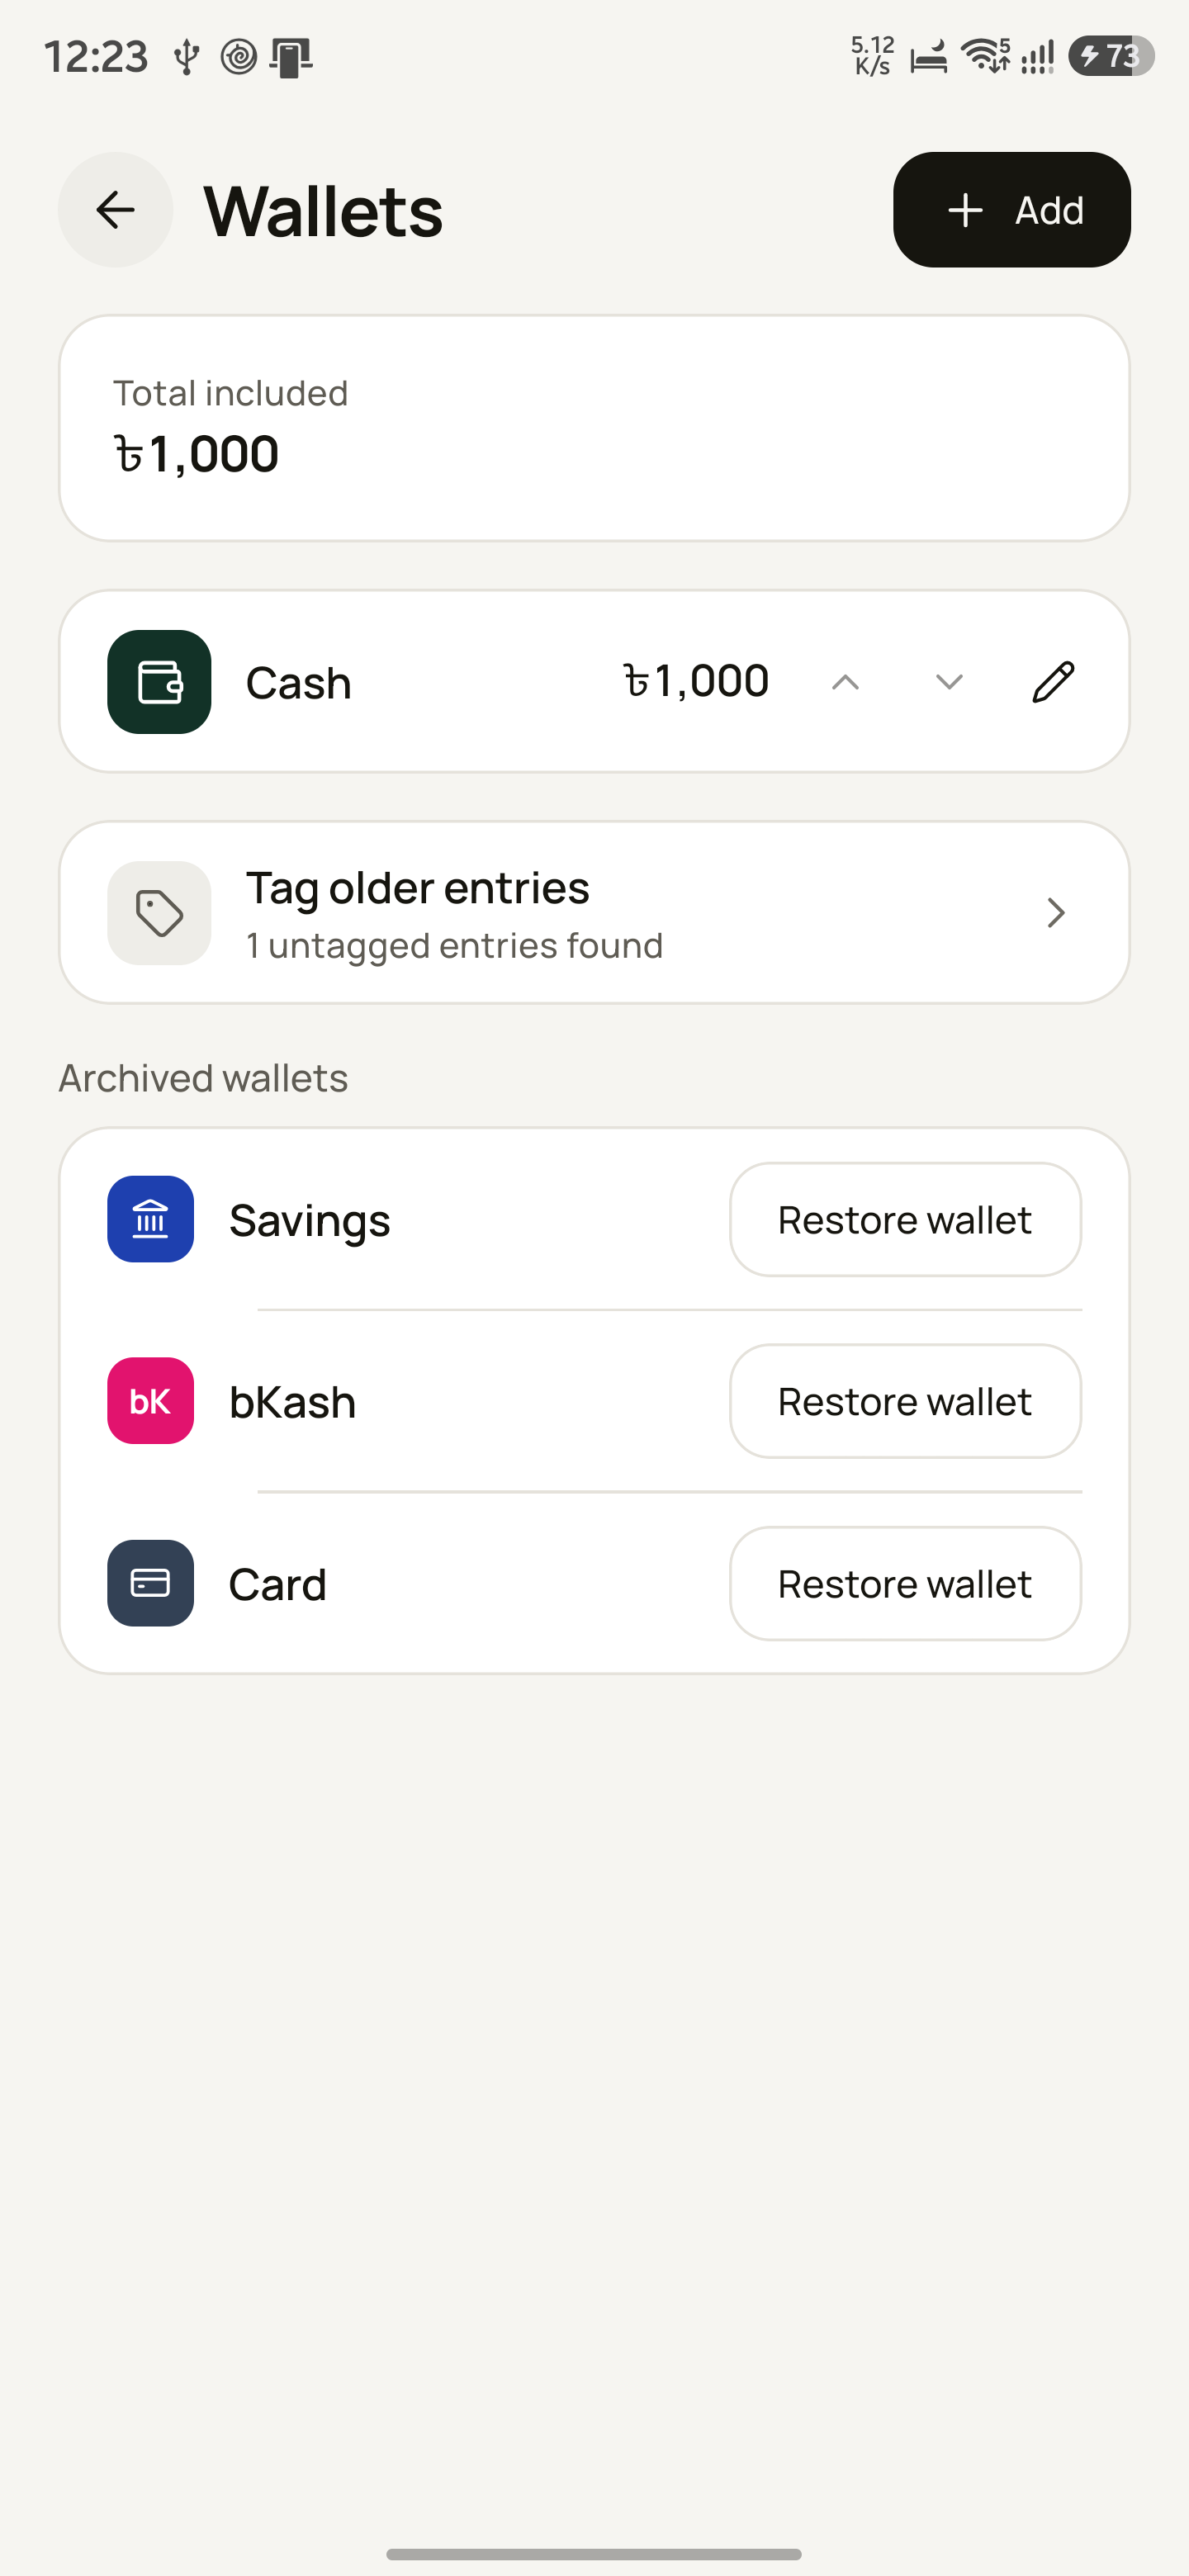 12:23
5.12
K/s
5
73
Wallets
Add
Total included
৳1,000
Cash
৳1,000
Tag older entries
1 untagged entries found
Archived wallets
Savings
Restore wallet
bK
bKash
Restore wallet
Card
Restore wallet